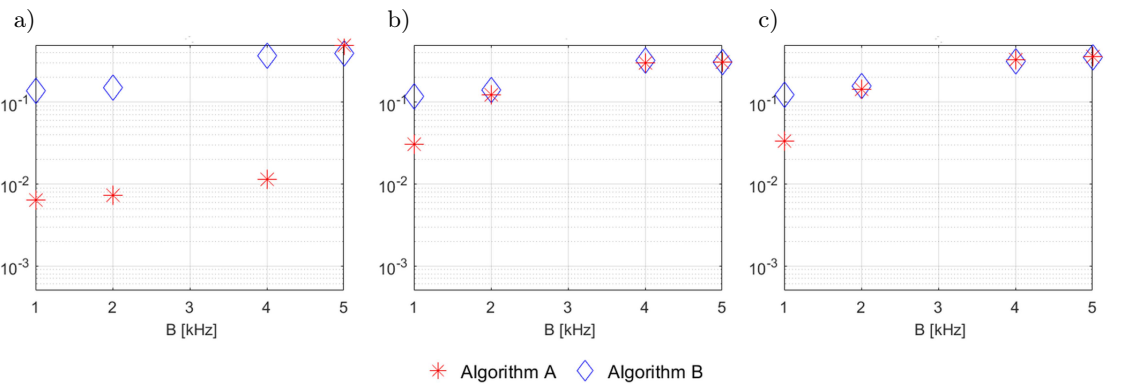 a) b) c)
10^-1 10^-1 10^-1
10^-2 10^-2 10^-2
10^-3 10^-3 10^-3
1 2 3 4 5 1 2 3 4 5 1 2 3 4 5
B [kHz] B [kHz] B [kHz]
Algorithm A Algorithm B